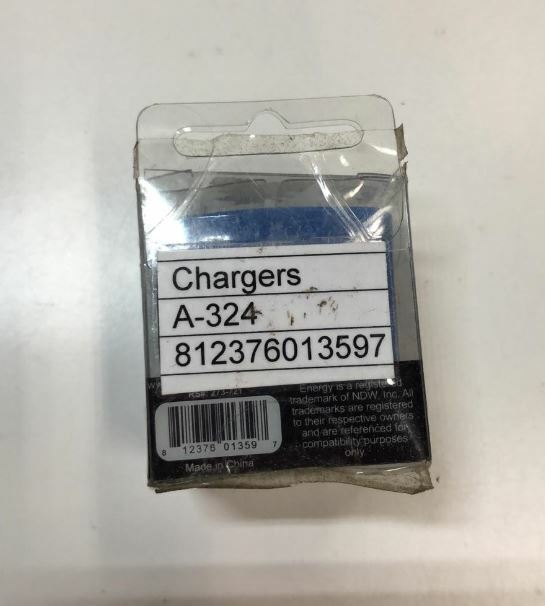 Chargers
A-324
812376013597
RS#: 273-721
Energy is a registered
trademark of NDW, Inc. All
trademarks are registered
to their respective owners
and are referenced for
compatibility purposes
only.
8 12376 01359 7
Made in China